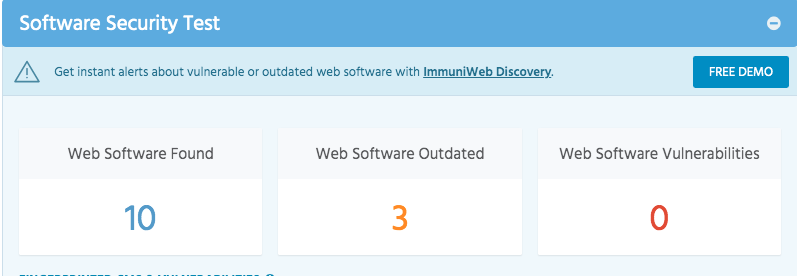 Software Security Test
Get instant alerts about vulnerable or outdated web software with ImmuniWeb Discovery.
FREE DEMO
Web Software Found
Web Software Outdated
Web Software Vulnerabilities
10
3
0